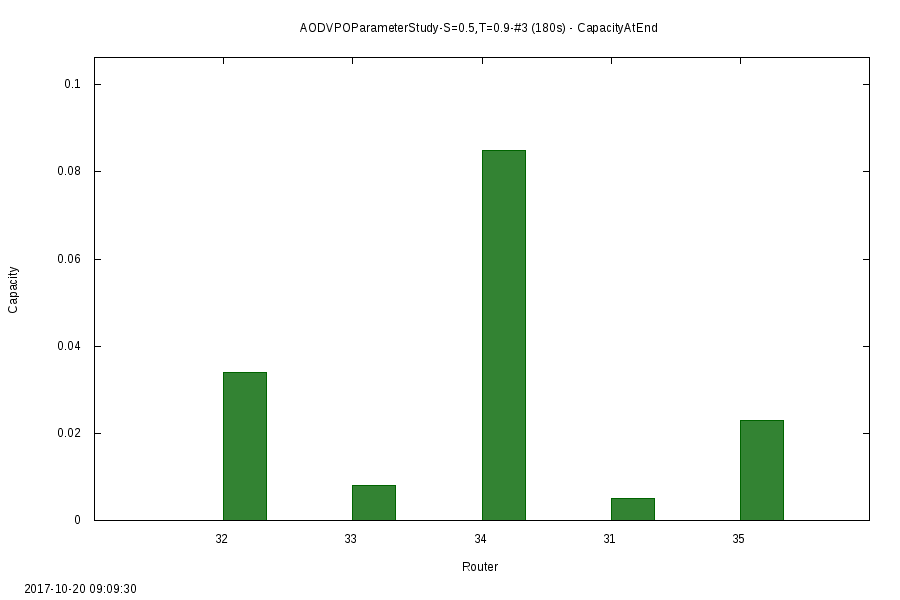 AODVPOParameterStudy-S=0.5,T=0.9-#3 (180s) - CapacityAtEnd
0.1
0.08
0.06
0.04
0.02
0
Capacity
32 33 34 31 35
Router
2017-10-20 09:09:30